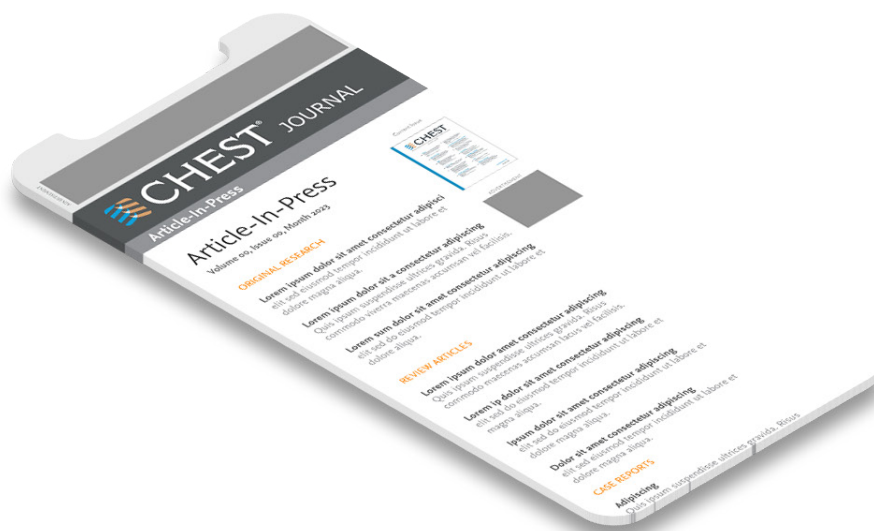 ADVERTISEMENT
CHEST® JOURNAL
Article-In-Press
Current Issue
CHEST
Article-In-Press
Volume 00, Issue 00, Month 2023
ADVERTISEMENT
ORIGINAL RESEARCH
Lorem ipsum dolor sit amet consectetur adipisci
elit sed eiusmod tempor incididunt ut labore et
dolore magna aliqua.
Lorem ipsum dolor sit a consectetur adipiscing
Quis ipsum suspendisse ultrices gravida. Risus
commodo viverra maecenas accumsan vel facilisis.
Lorem sum dolor sit amet consectetur adipiscing
elit sed do eiusmod tempor incididunt ut labore et
dolore aliqua.
REVIEW ARTICLES
Lorem ipsum dolor amet consectetur adipiscing
Quis ipsum suspendisse ultrices gravida. Risus
commodo maecenas accumsan lacus vel facilisis.
Lorem ip dolor sit amet consectetur adipiscing
elit sed do eiusmod tempor incididunt ut labore et
magna aliqua.
Ipsum dolor sit amet consectetur adipiscing
elit sed do eiusmod tempor incididunt ut labore et
dolore magna aliqua.
Dolor sit amet consectetur adipiscing
elit sed eiusmod tempor incididunt ut labore et
dolore magna aliqua.
CASE REPORTS
Adipiscing
Quis ipsum suspendisse ultrices gravida. Risus